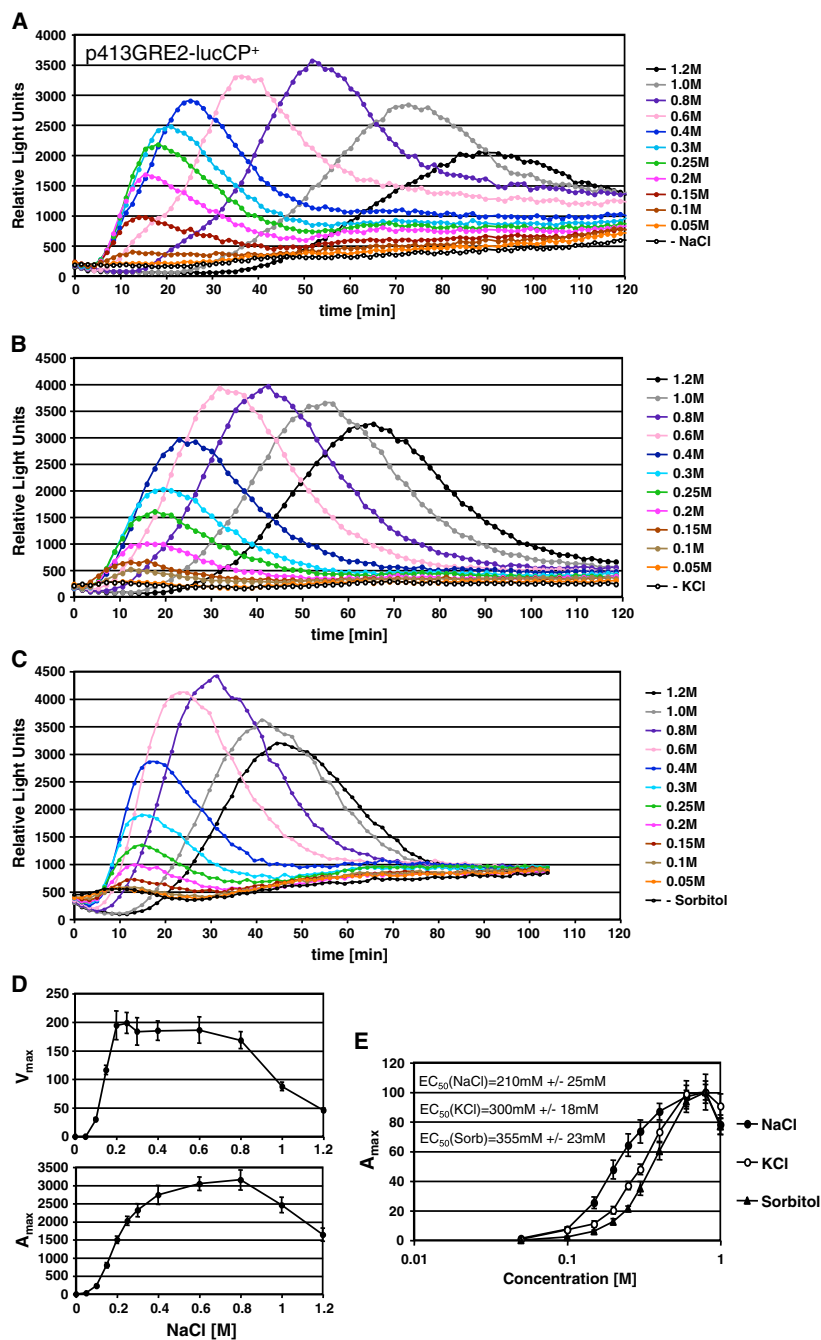 A
p413GRE2-lucCP+
Relative Light Units
4000
3500
3000
2500
2000
1500
1000
500
0
0 10 20 30 40 50 60 70 80 90 100 110 120
time [min]
1.2M
1.0M
0.8M
0.6M
0.4M
0.3M
0.25M
0.2M
0.15M
0.1M
0.05M
- NaCl
B
Relative Light Units
4500
4000
3500
3000
2500
2000
1500
1000
500
0
0 10 20 30 40 50 60 70 80 90 100 110 120
time [min]
1.2M
1.0M
0.8M
0.6M
0.4M
0.3M
0.25M
0.2M
0.15M
0.1M
0.05M
- KCl
C
Relative Light Units
4500
4000
3500
3000
2500
2000
1500
1000
500
0
0 10 20 30 40 50 60 70 80 90 100 110 120
time [min]
1.2M
1.0M
0.8M
0.6M
0.4M
0.3M
0.25M
0.2M
0.15M
0.1M
0.05M
- Sorbitol
D
Vmax
250
200
150
100
50
0
0 0.2 0.4 0.6 0.8 1 1.2
Amax
3500
3000
2500
2000
1500
1000
500
0
0 0.2 0.4 0.6 0.8 1 1.2
NaCl [M]
E
Amax
120
100
80
60
40
20
0
EC50(NaCl)=210mM +/- 25mM
EC50(KCl)=300mM +/- 18mM
EC50(Sorb)=355mM +/- 23mM
0.01 0.1 1
Concentration [M]
NaCl
KCl
Sorbitol